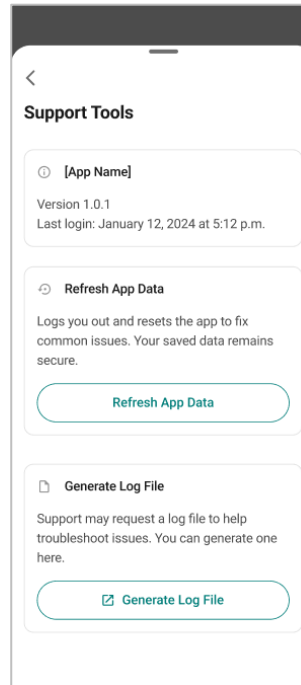 Support Tools
[App Name]
Version 1.0.1
Last login: January 12, 2024 at 5:12 p.m.
Refresh App Data
Logs you out and resets the app to fix
common issues. Your saved data remains
secure.
Refresh App Data
Generate Log File
Support may request a log file to help
troubleshoot issues. You can generate one
here.
Generate Log File